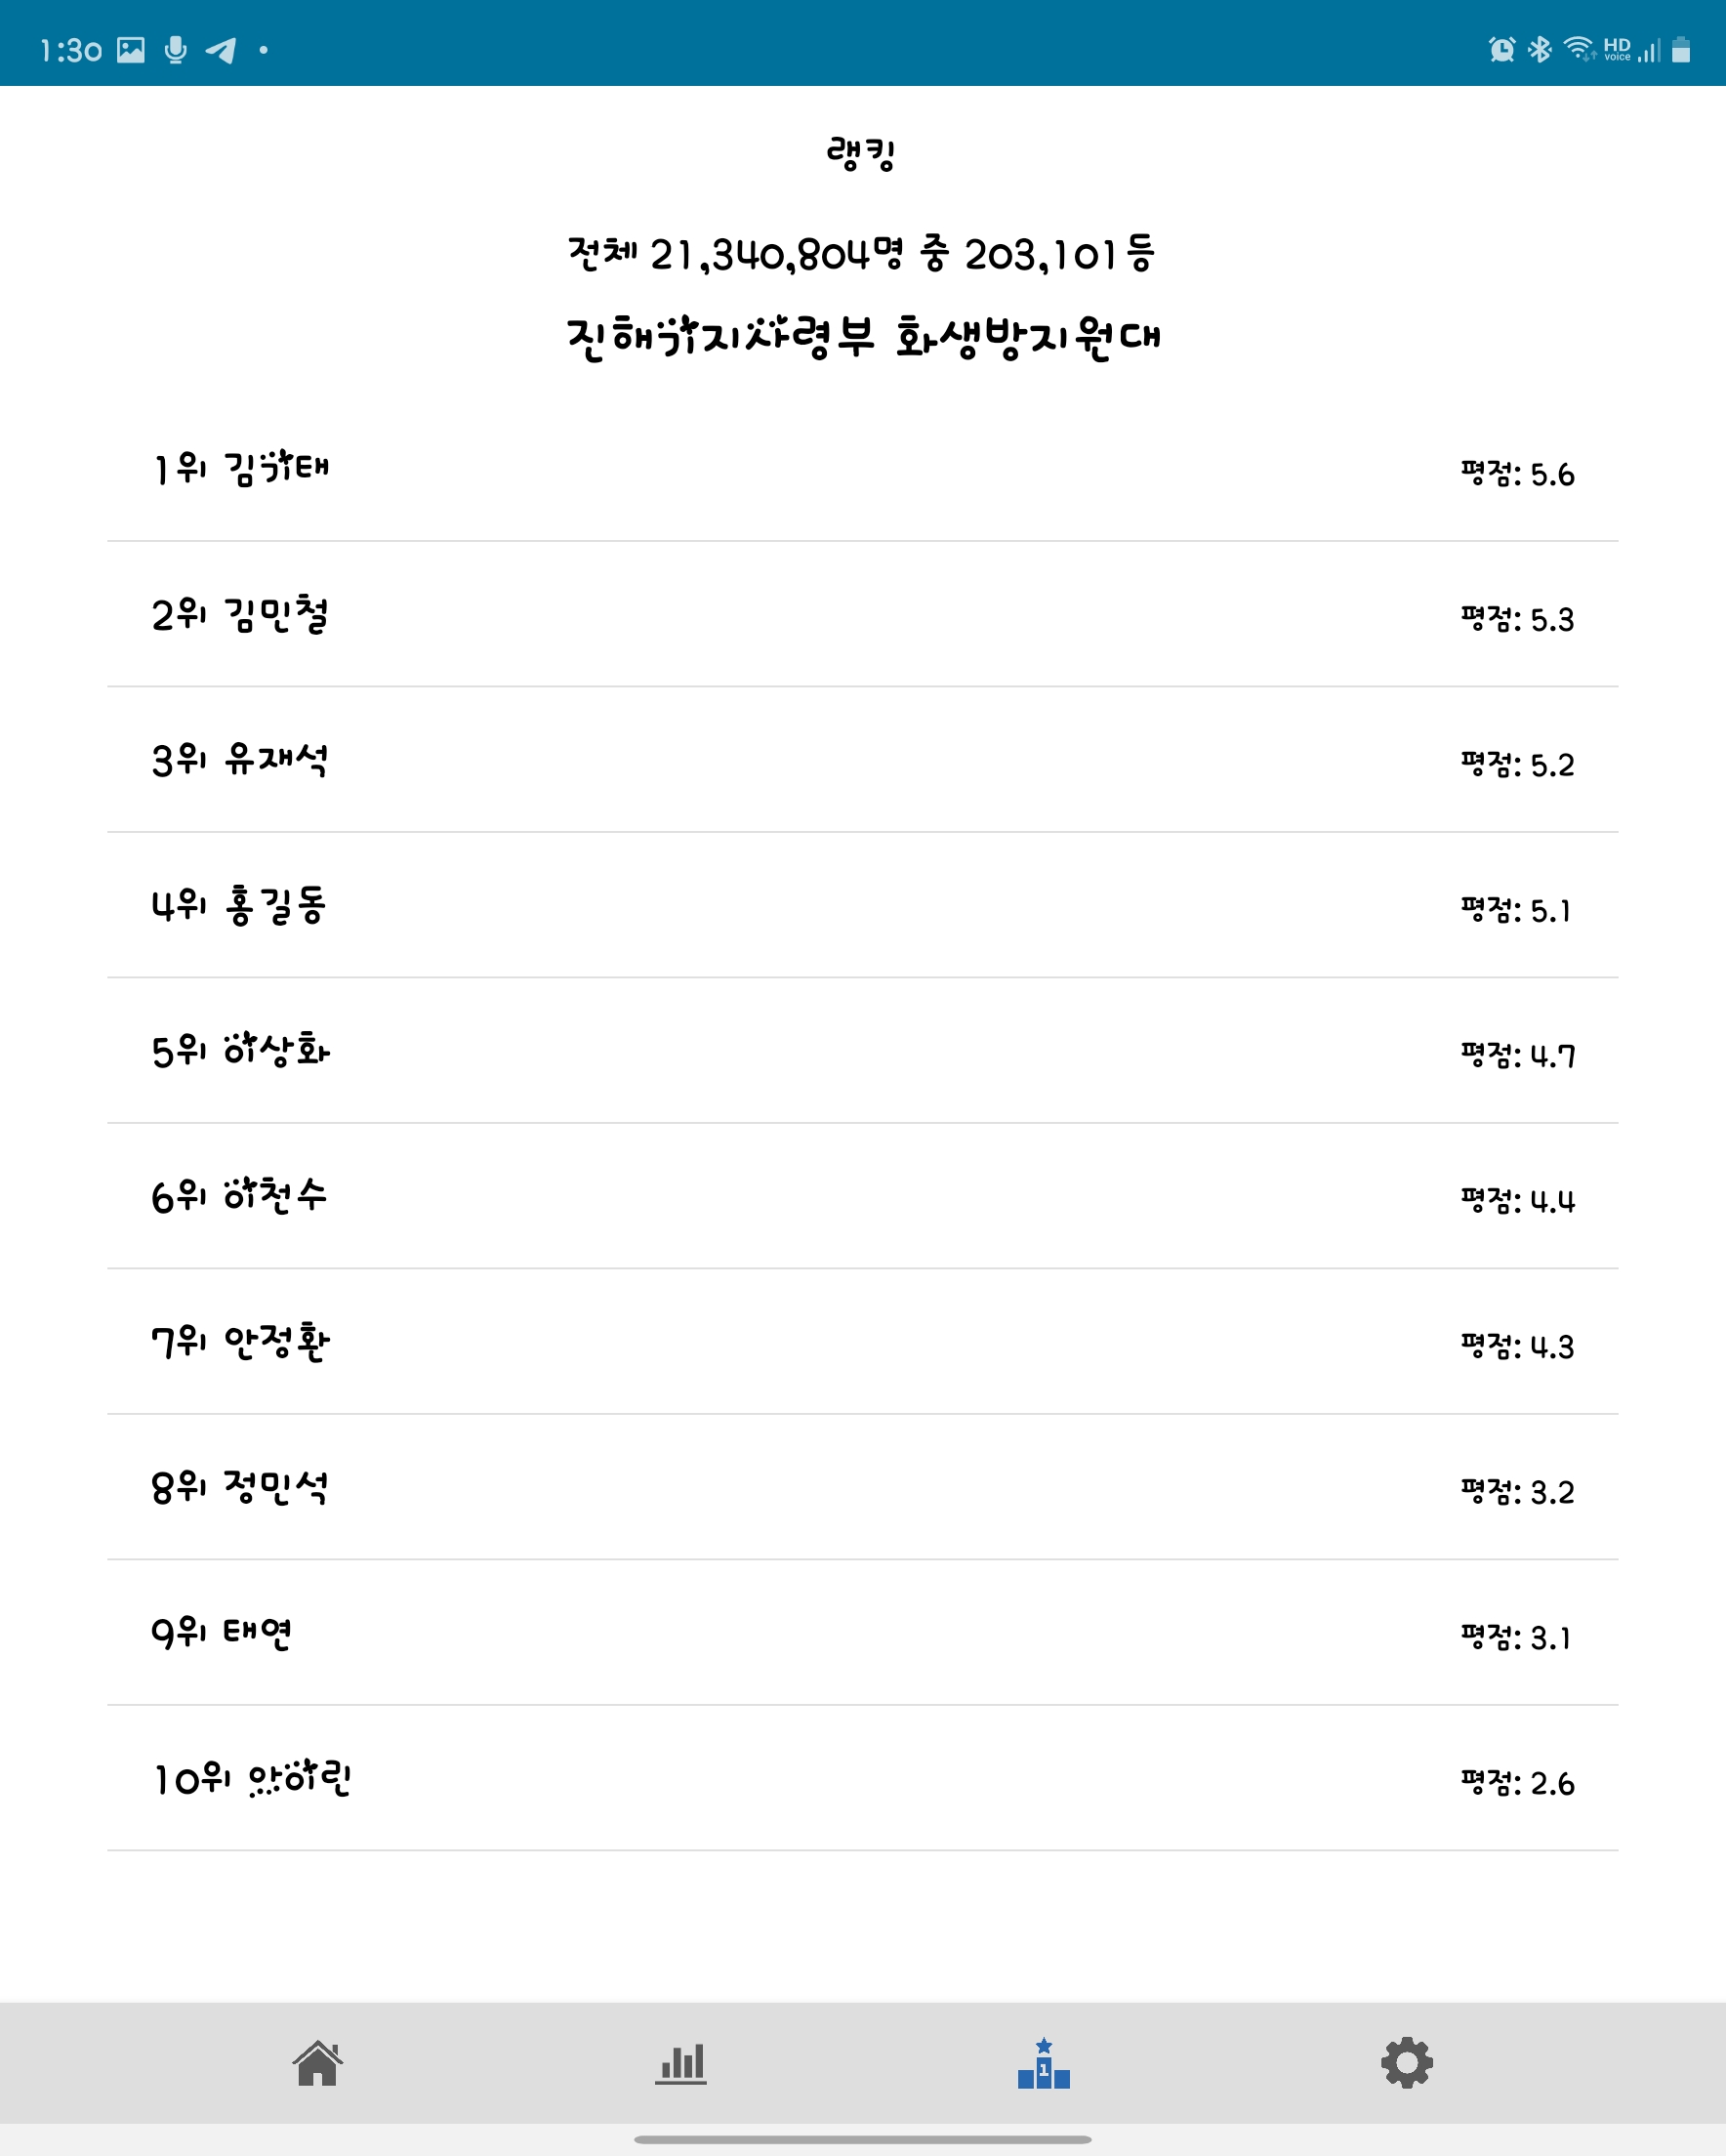 1:30
HD voice
랭킹
전체 21,340,804명 중 203,101등
진해기지사령부 화생방지원대
1위 김기태
평점: 5.6
2위 김민철
평점: 5.3
3위 유재석
평점: 5.2
4위 홍길동
평점: 5.1
5위 이상화
평점: 4.7
6위 이천수
평점: 4.4
7위 안정환
평점: 4.3
8위 정민석
평점: 3.2
9위 태연
평점: 3.1
10위 안이린
평점: 2.6
1